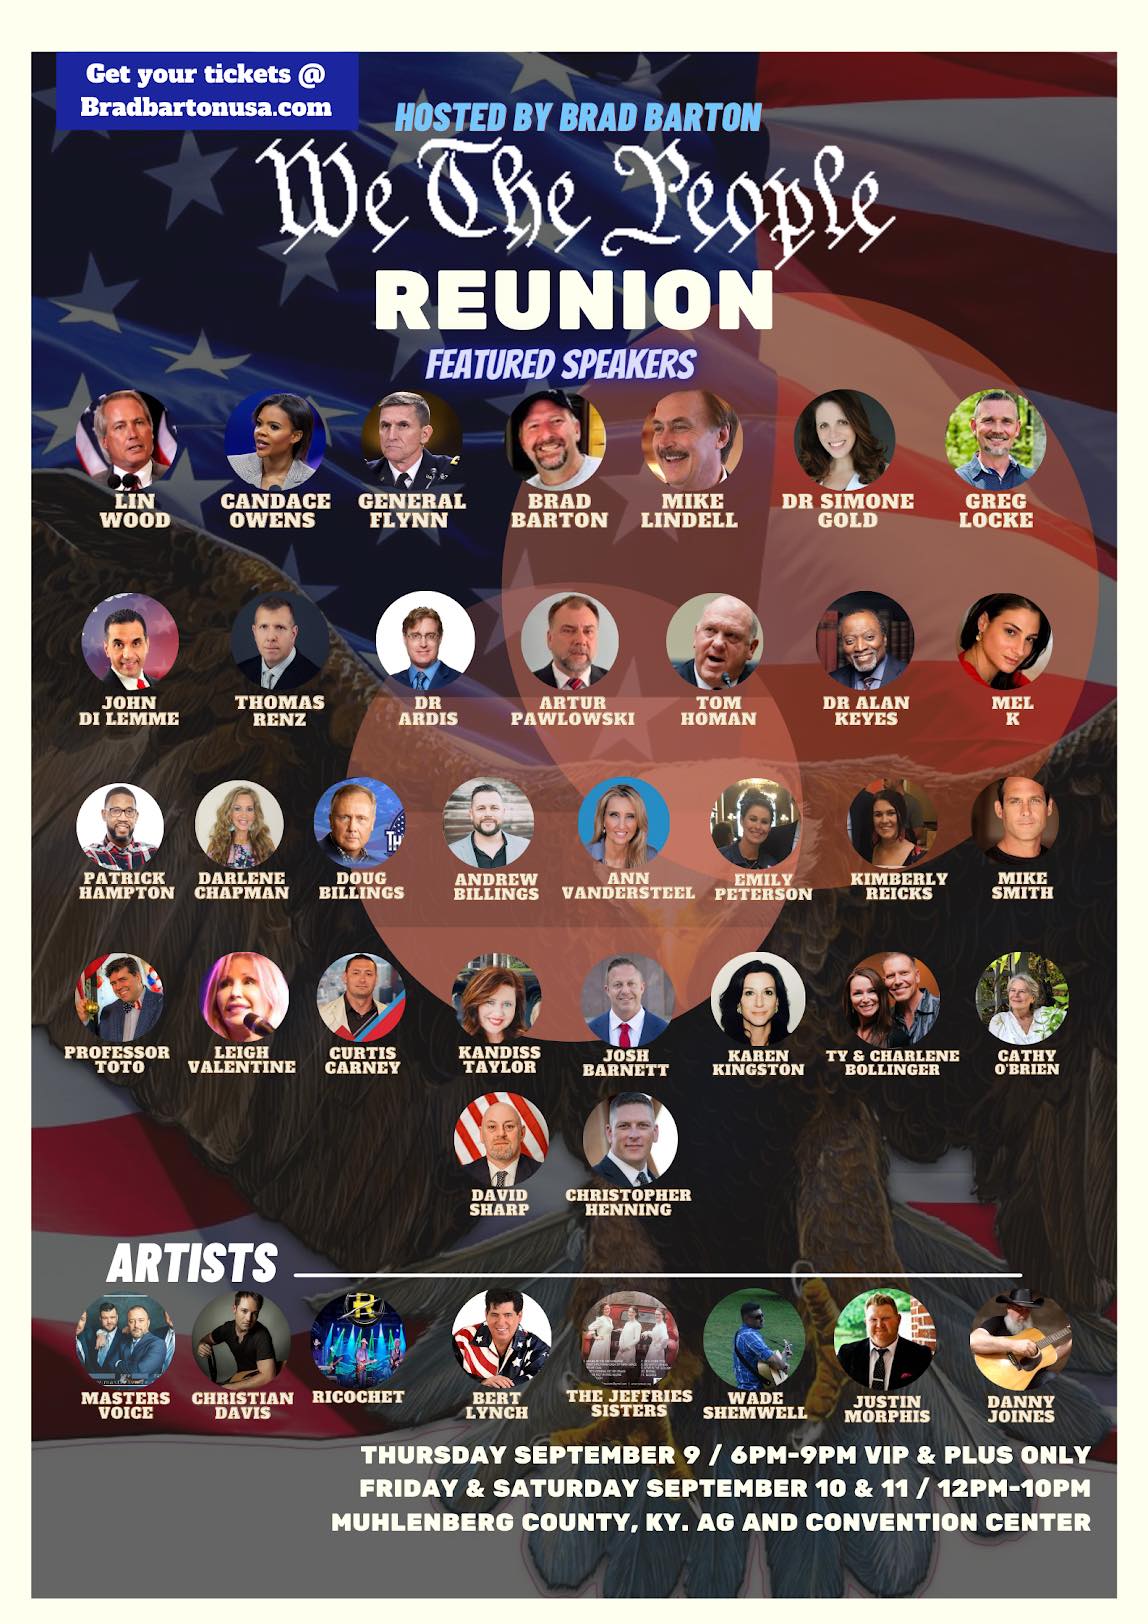 Get your tickets @
Bradbartonusa.com
HOSTED BY BRAD BARTON
We The People
REUNION
FEATURED SPEAKERS
LIN
WOOD
CANDACE
OWENS
GENERAL
FLYNN
BRAD
BARTON
MIKE
LINDELL
DR SIMONE
GOLD
GREG
LOCKE
JOHN
DI LEMME
THOMAS
RENZ
DR
ARDIS
ARTUR
PAWLOWSKI
TOM
HOMAN
DR ALAN
KEYES
MEL
K
PATRICK
HAMPTON
DARLENE
CHAPMAN
DOUG
BILLINGS
ANDREW
BILLINGS
ANN
VANDERSTEEL
EMILY
PETERSON
KIMBERLY
REICKS
MIKE
SMITH
PROFESSOR
TOTO
LEIGH
VALENTINE
CURTIS
CARNEY
KANDISS
TAYLOR
JOSH
BARNETT
KAREN
KINGSTON
TY & CHARLENE
BOLLINGER
CATHY
O'BRIEN
DAVID
SHARP
CHRISTOPHER
HENNING
ARTISTS
MASTERS
VOICE
CHRISTIAN
DAVIS
RICOCHET
BERT
LYNCH
THE JEFFRIES
SISTERS
WADE
SHEMWELL
JUSTIN
MORPHIS
DANNY
JOINES
THURSDAY SEPTEMBER 9 / 6PM-9PM VIP & PLUS ONLY
FRIDAY & SATURDAY SEPTEMBER 10 & 11 / 12PM-10PM
MUHLENBERG COUNTY, KY. AG AND CONVENTION CENTER